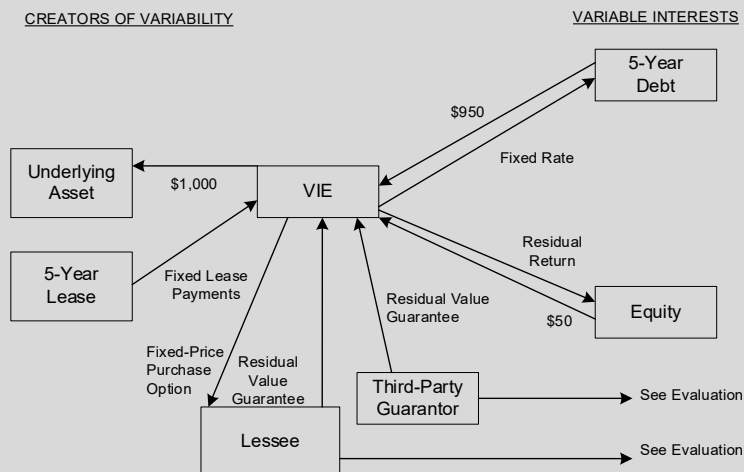 CREATORS OF VARIABILITY
VARIABLE INTERESTS
5-Year
Debt
$950
Fixed Rate
Underlying
Asset
$1,000
VIE
5-Year
Lease
Fixed Lease
Payments
Residual
Return
Equity
$50
Residual Value
Guarantee
Fixed-Price
Purchase
Option
Residual
Value
Guarantee
Third-Party
Guarantor
See Evaluation
Lessee
See Evaluation